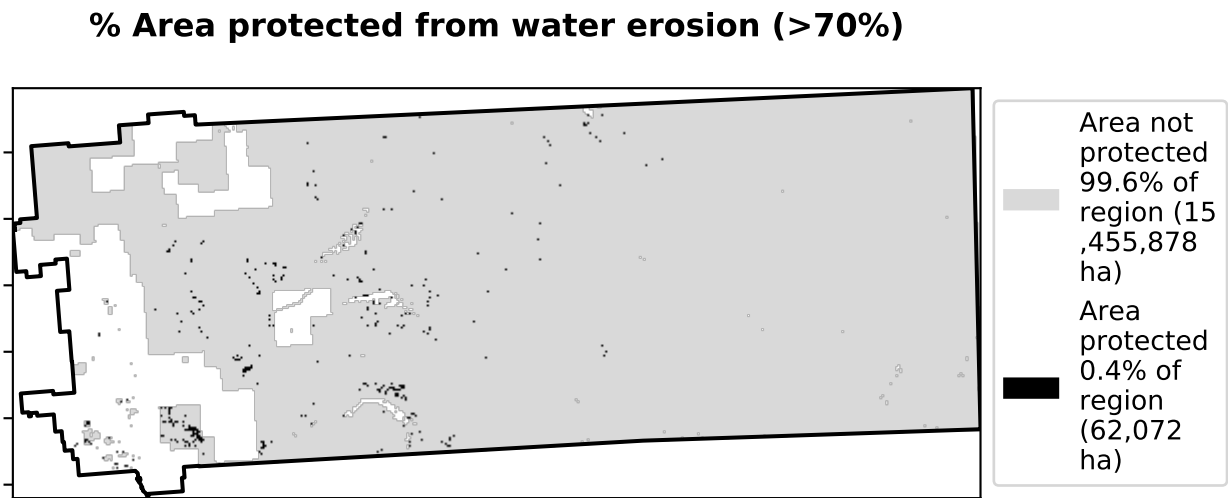 % Area protected from water erosion (>70%)
Area not
protected
99.6% of
region (15
,455,878
ha)
Area
protected
0.4% of
region
(62,072
ha)